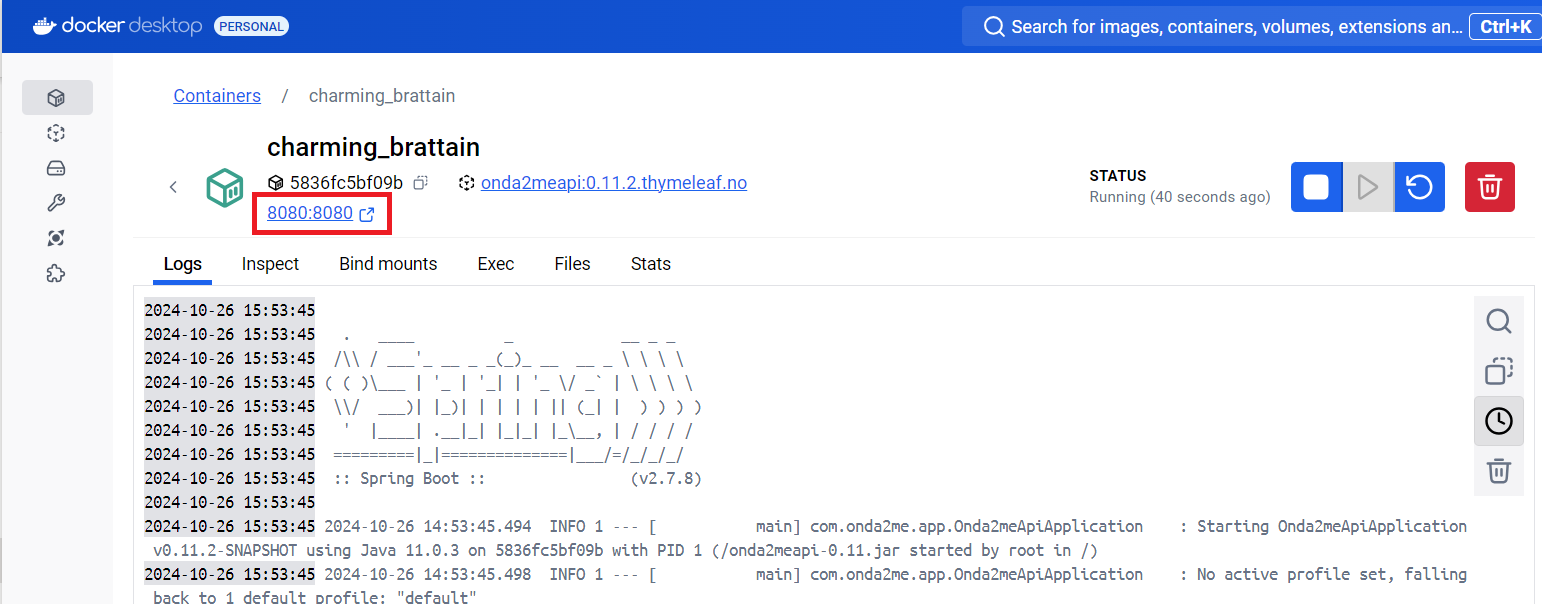 docker desktop PERSONAL
Search for images, containers, volumes, extensions an... Ctrl+K
Containers / charming_brattain
charming_brattain
5836fc5bf09b onda2meapi:0.11.2.thymeleaf.no
8080:8080
STATUS
Running (40 seconds ago)
Logs Inspect Bind mounts Exec Files Stats
2024-10-26 15:53:45
2024-10-26 15:53:45   .   ____          _            __ _ _
2024-10-26 15:53:45  /\\ / ___'_ __ _ _(_)_ __  __ _ \ \ \ \
2024-10-26 15:53:45 ( ( )\___ | '_ | '_| | '_ \/ _` | \ \ \ \
2024-10-26 15:53:45  \\/  ___)| |_)| | | | | || (_| |  ) ) ) )
2024-10-26 15:53:45   '  |____| .__|_| |_|_| |_\__, | / / / /
2024-10-26 15:53:45  =========|_|==============|___/=/_/_/_/
2024-10-26 15:53:45  :: Spring Boot ::                (v2.7.8)
2024-10-26 15:53:45
2024-10-26 15:53:45 2024-10-26 14:53:45.494  INFO 1 --- [           main] com.onda2me.app.Onda2meApiApplication    : Starting Onda2meApiApplication
v0.11.2-SNAPSHOT using Java 11.0.3 on 5836fc5bf09b with PID 1 (/onda2meapi-0.11.jar started by root in /)
2024-10-26 15:53:45 2024-10-26 14:53:45.498  INFO 1 --- [           main] com.onda2me.app.Onda2meApiApplication    : No active profile set, falling
back to 1 default profile: "default"